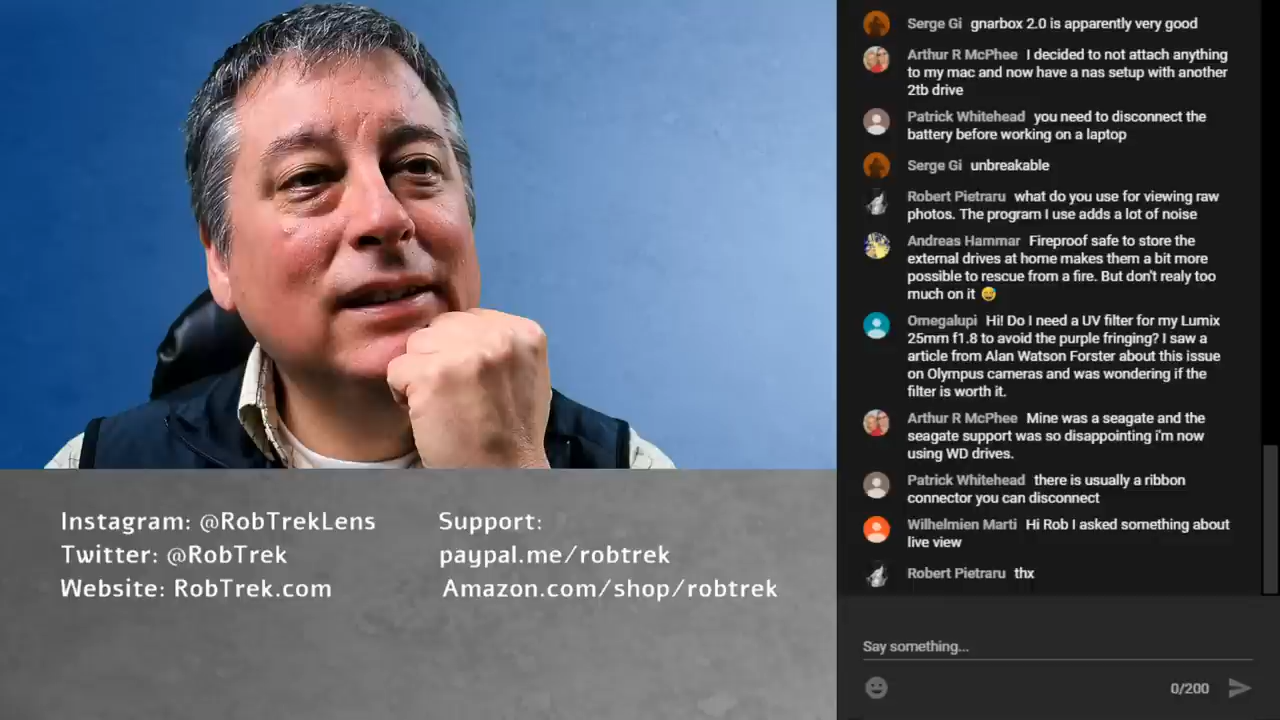 Instagram: @RobTrekLens
Twitter: @RobTrek
Website: RobTrek.com
Support:
paypal.me/robtrek
Amazon.com/shop/robtrek
Serge Gi gnarbox 2.0 is apparently very good
Arthur R McPhee I decided to not attach anything
to my mac and now have a nas setup with another
2tb drive
Patrick Whitehead you need to disconnect the
battery before working on a laptop
Serge Gi unbreakable
Robert Pietraru what do you use for viewing raw
photos. The program I use adds a lot of noise
Andreas Hammar Fireproof safe to store the
external drives at home makes them a bit more
possible to rescue from a fire. But don't realy too
much on it 😅
Omegalupi Hi! Do I need a UV filter for my Lumix
25mm f1.8 to avoid the purple fringing? I saw a
article from Alan Watson Forster about this issue
on Olympus cameras and was wondering if the
filter is worth it.
Arthur R McPhee Mine was a seagate and the
seagate support was so disappointing i'm now
using WD drives.
Patrick Whitehead there is usually a ribbon
connector you can disconnect
Wilhelmien Marti Hi Rob I asked something about
live view
Robert Pietraru thx
Say something...
0/200